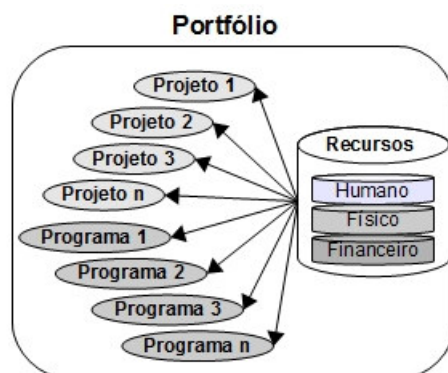 Portfólio
Projeto 1
Projeto 2
Projeto 3
Projeto n
Programa 1
Programa 2
Programa 3
Programa n
Recursos
Humano
Físico
Financeiro